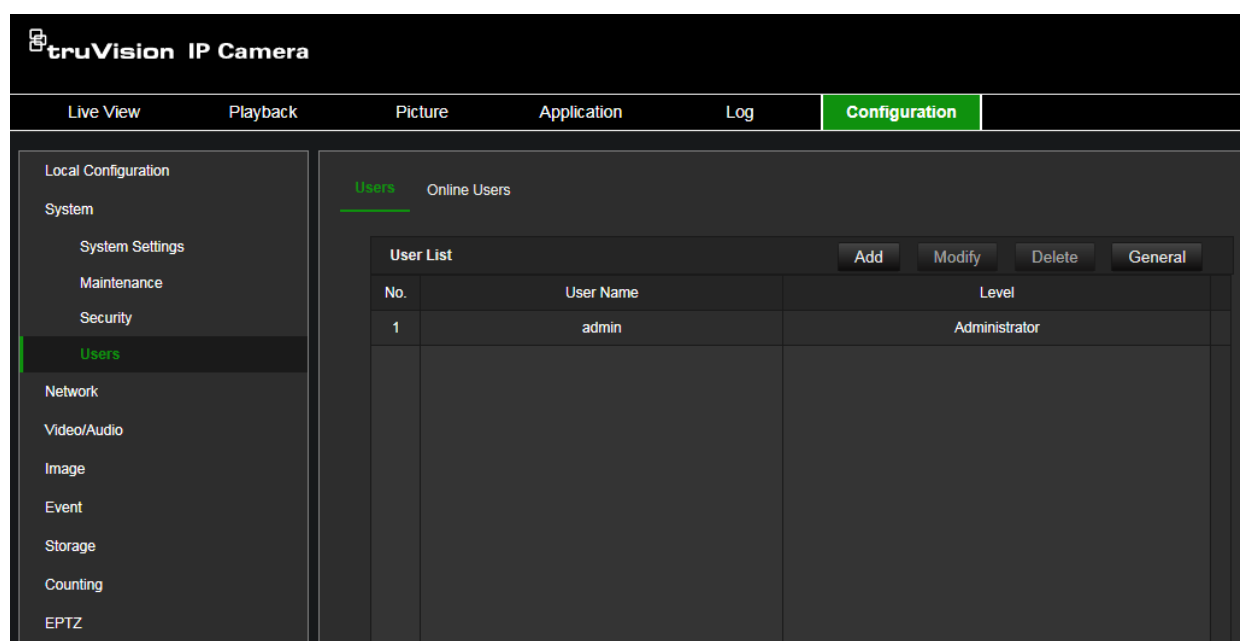 truVision IP Camera
Live View Playback Picture Application Log Configuration
Local Configuration
System
System Settings
Maintenance
Security
Users
Network
Video/Audio
Image
Event
Storage
Counting
EPTZ
Users Online Users
User List Add Modify Delete General
No. User Name Level
1 admin Administrator